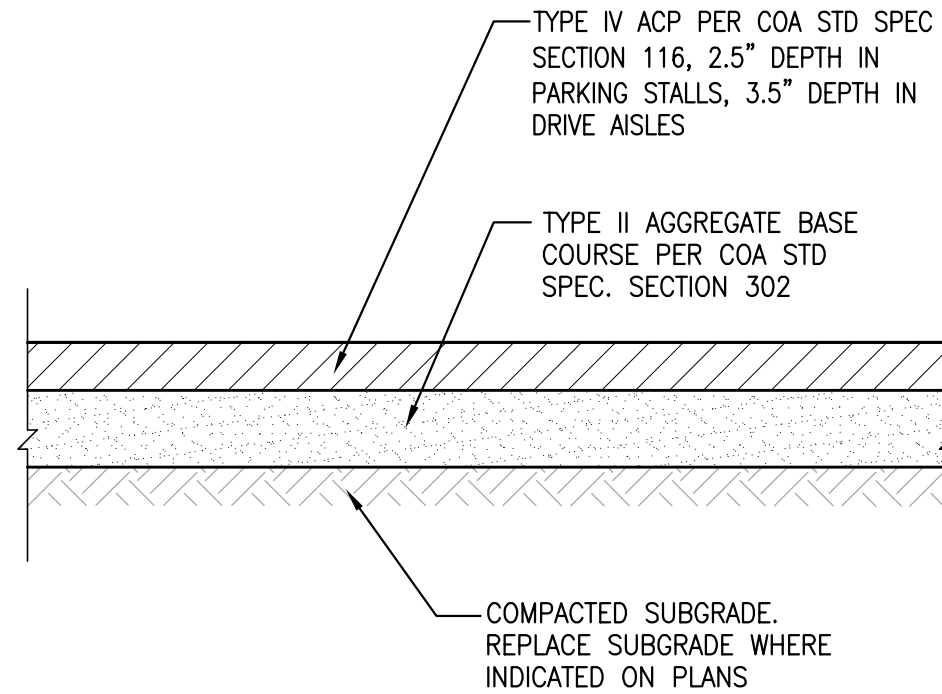 TYPE IV ACP PER COA STD SPEC
SECTION 116, 2.5” DEPTH IN
PARKING STALLS, 3.5” DEPTH IN
DRIVE AISLES
TYPE II AGGREGATE BASE
COURSE PER COA STD
SPEC. SECTION 302
COMPACTED SUBGRADE.
REPLACE SUBGRADE WHERE
INDICATED ON PLANS